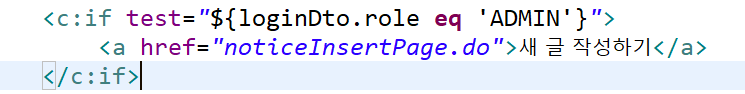 <c:if test="${loginDto.role eq 'ADMIN'}">
<a href="noticeInsertPage.do">새 글 작성하기</a>
</c:if>